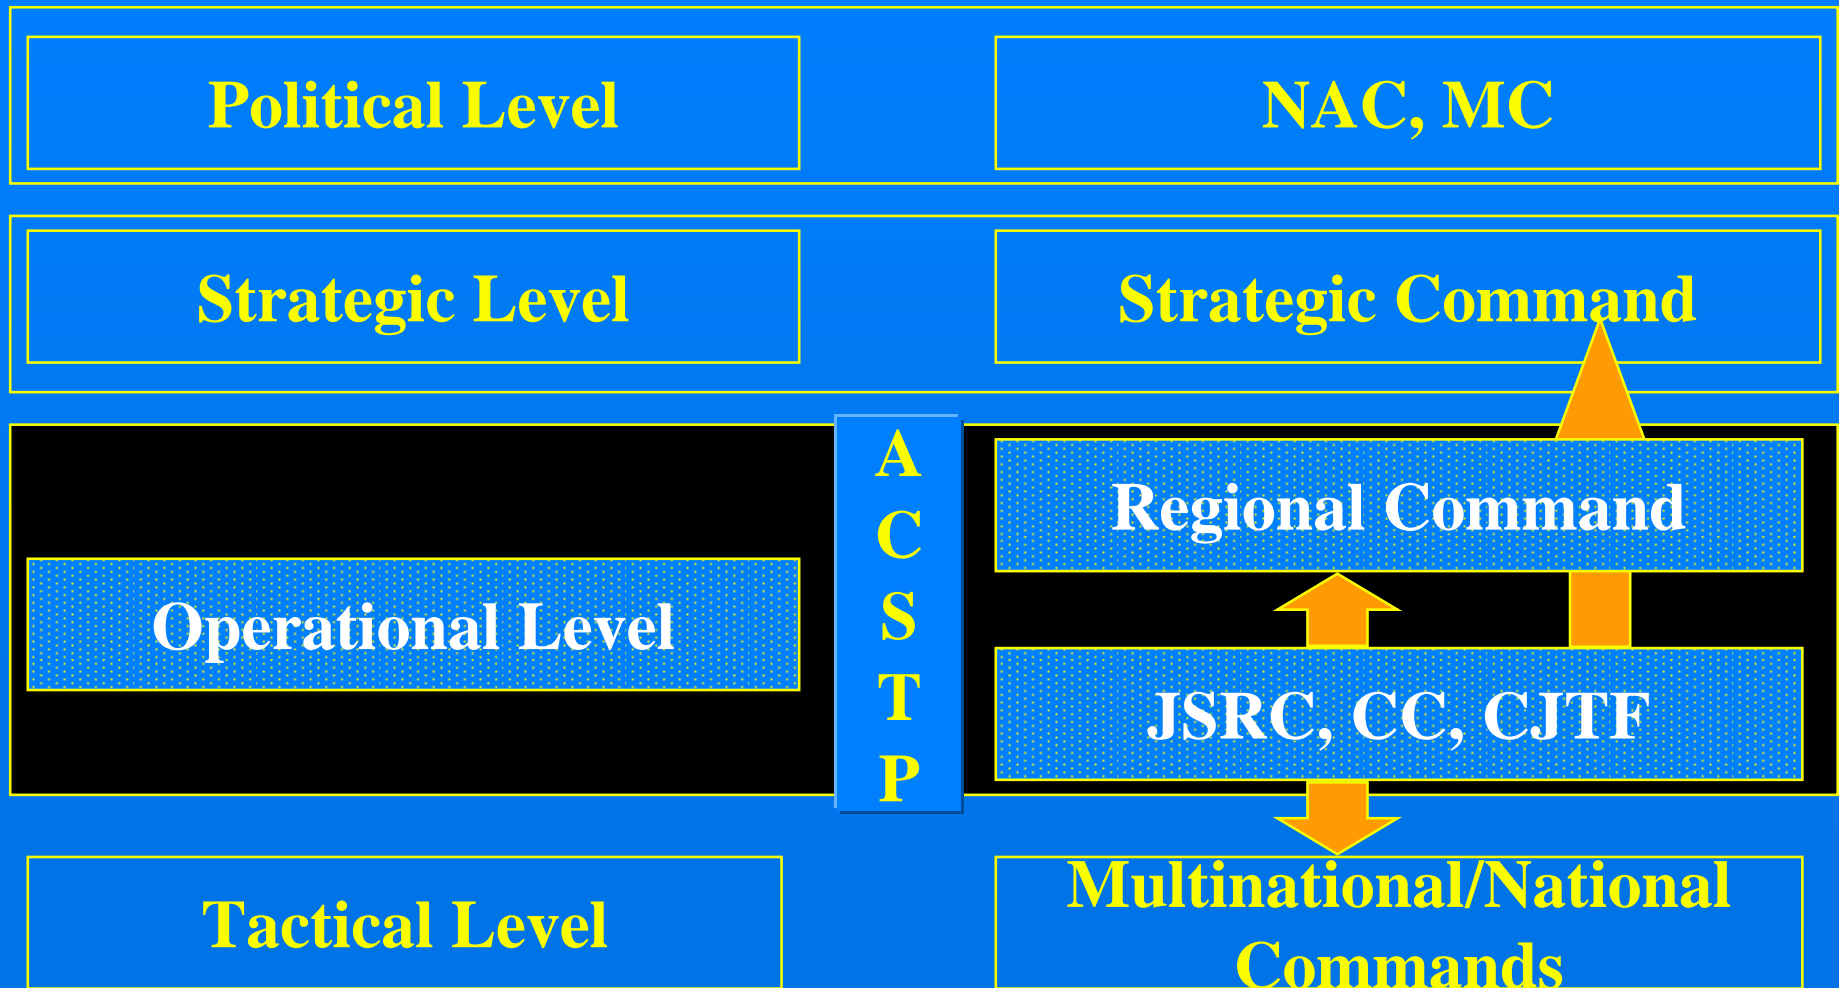 Political Level
NAC, MC
Strategic Level
Strategic Command
A
C
S
T
P
Regional Command
Operational Level
JSRC, CC, CJTF
Tactical Level
Multinational/National
Commands